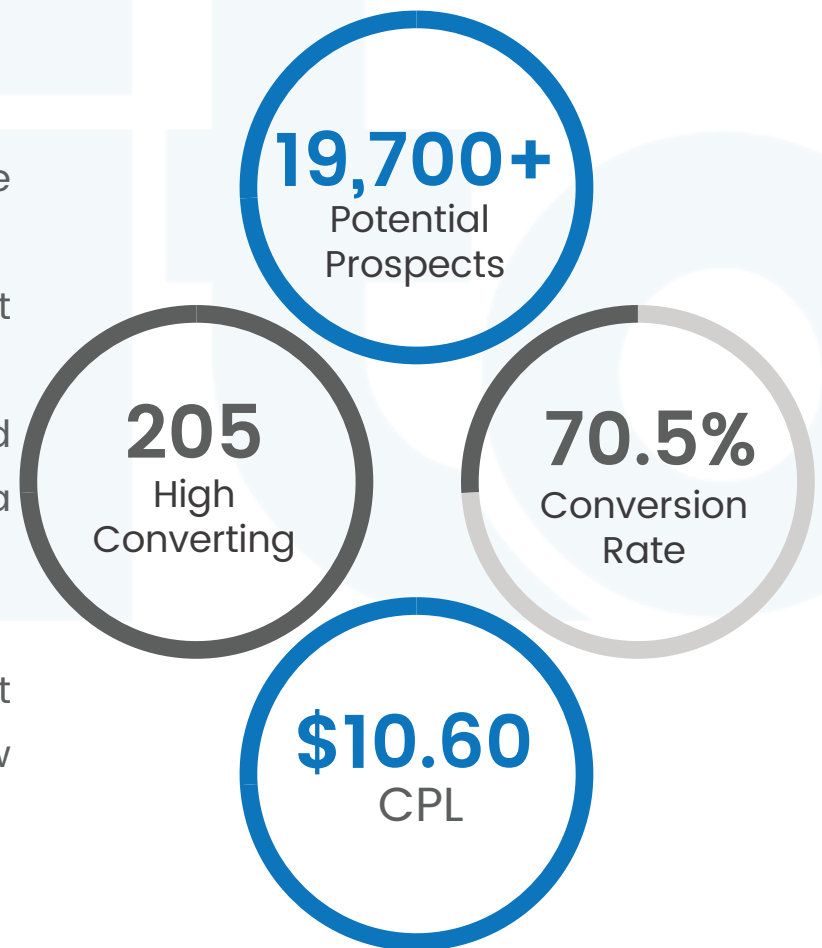 19,700+
Potential
Prospects
205
High
Converting
70.5%
Conversion
Rate
$10.60
CPL